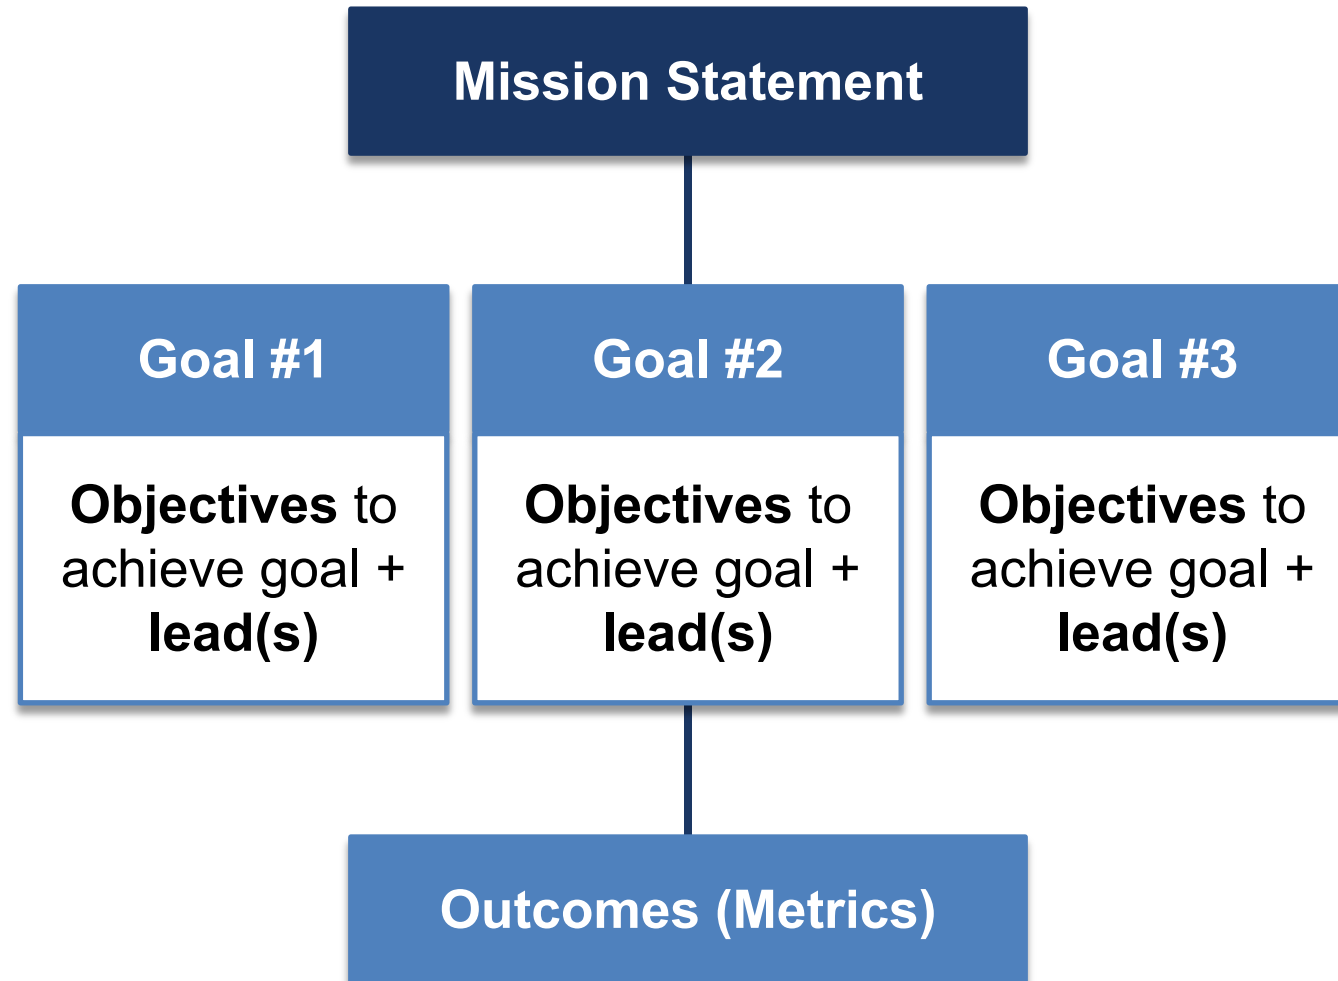 Mission Statement
Goal #1
Objectives to
achieve goal +
lead(s)
Goal #2
Objectives to
achieve goal +
lead(s)
Goal #3
Objectives to
achieve goal +
lead(s)
Outcomes (Metrics)